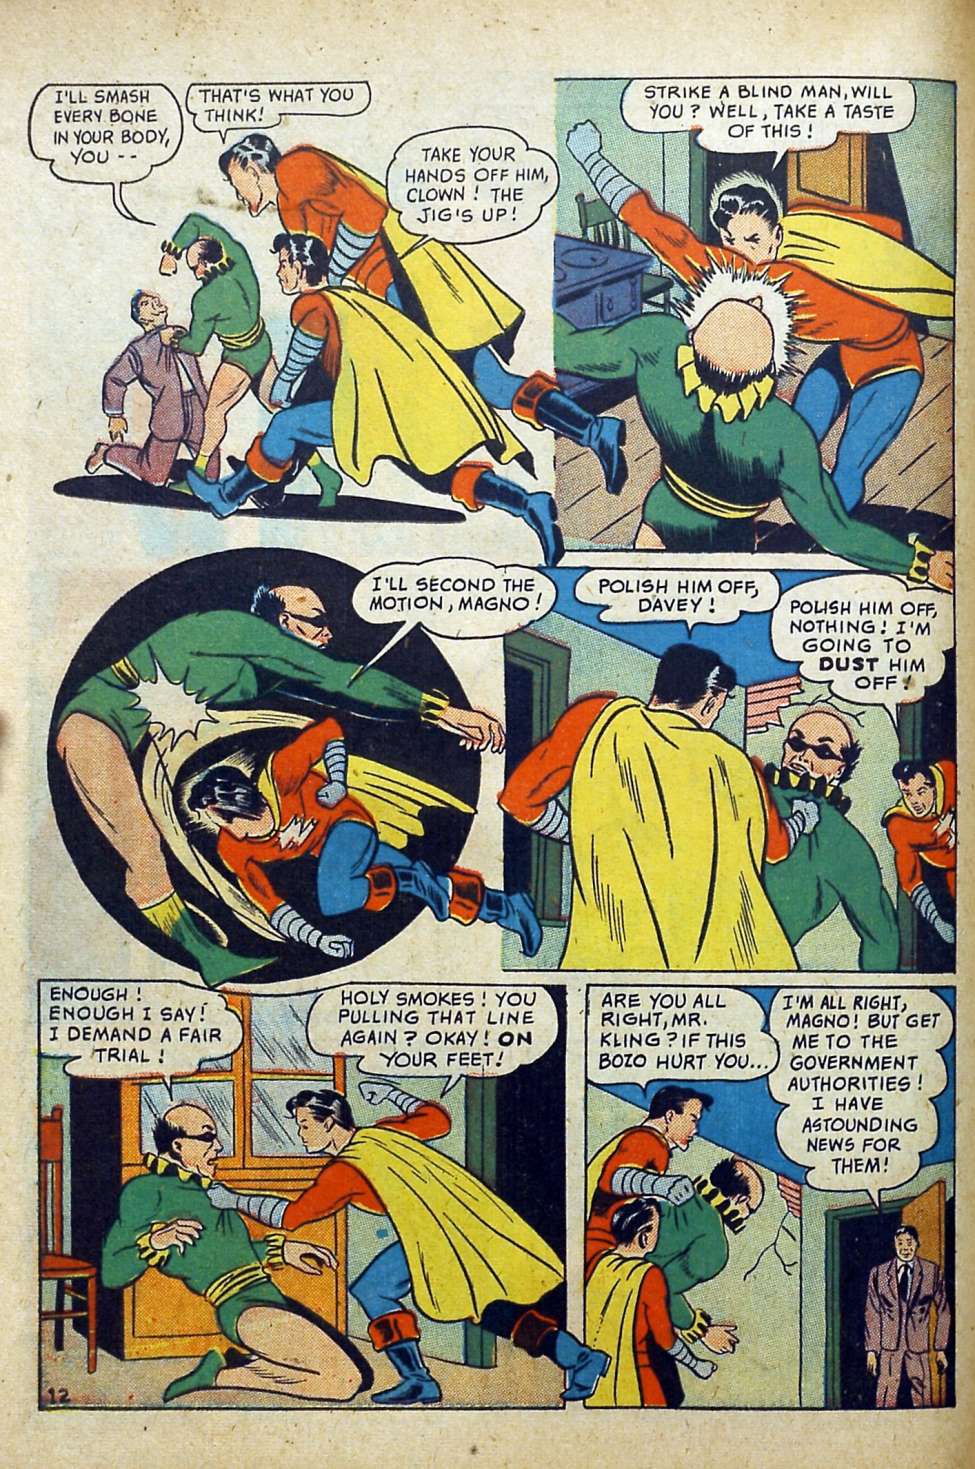 I'LL SMASH
EVERY BONE
IN YOUR BODY,
YOU --
THAT'S WHAT YOU
THINK!
TAKE YOUR
HANDS OFF HIM,
CLOWN! THE
JIG'S UP!
STRIKE A BLIND MAN, WILL
YOU? WELL, TAKE A TASTE
OF THIS!
I'LL SECOND THE
MOTION, MAGNO!
POLISH HIM OFF,
DAVEY!
POLISH HIM OFF,
NOTHING! I'M
GOING TO
DUST HIM
OFF!
ENOUGH!
ENOUGH I SAY!
I DEMAND A FAIR
TRIAL!
HOLY SMOKES! YOU
PULLING THAT LINE
AGAIN? OKAY! ON
YOUR FEET!
ARE YOU ALL
RIGHT, MR.
KLING? IF THIS
BOZO HURT YOU...
I'M ALL RIGHT,
MAGNO! BUT GET
ME TO THE
GOVERNMENT
AUTHORITIES!
I HAVE
ASTOUNDING
NEWS FOR
THEM!
12